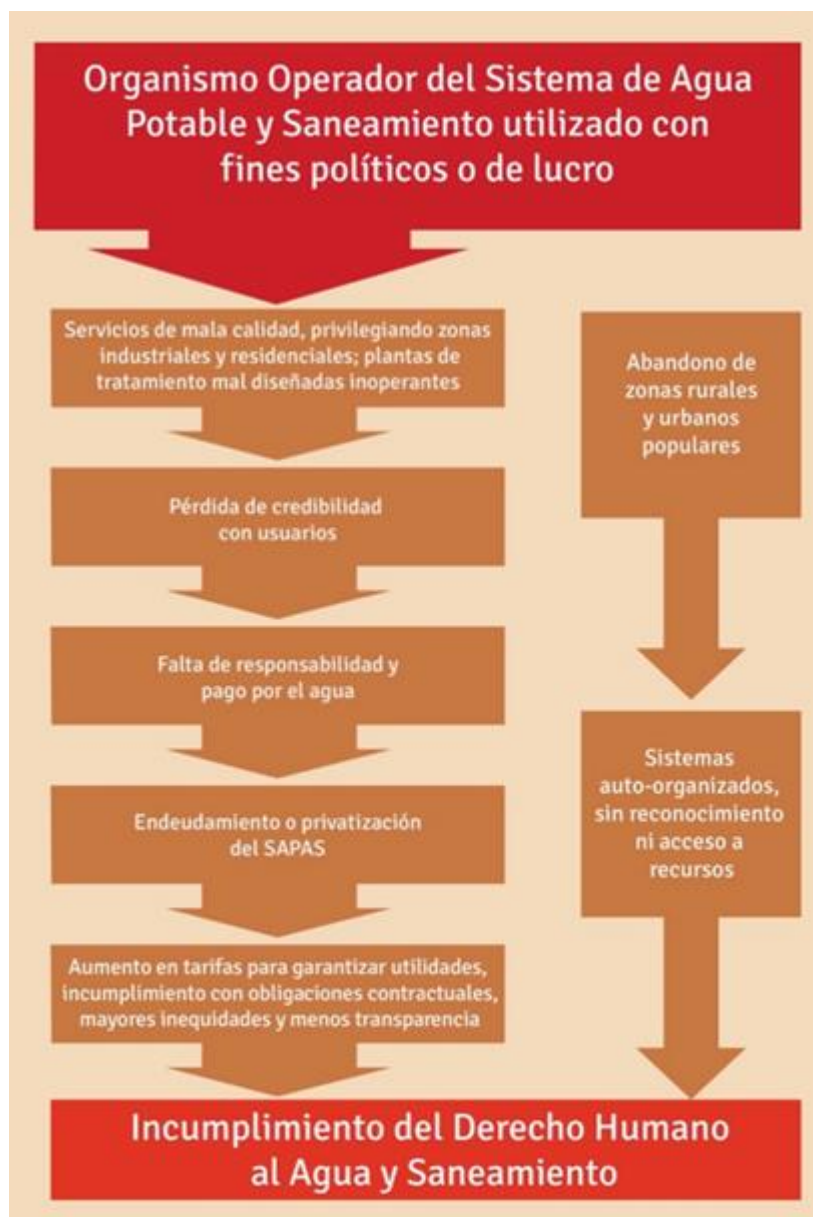 Organismo Operador del Sistema de Agua
Potable y Saneamiento utilizado con
fines políticos o de lucro
Servicios de mala calidad, privilegiando zonas
industriales y residenciales; plantas de
tratamiento mal diseñadas inoperantes
Pérdida de credibilidad
con usuarios
Falta de responsabilidad y
pago por el agua
Endeudamiento o privatización
del SAPAS
Aumento en tarifas para garantizar utilidades,
incumplimiento con obligaciones contractuales,
mayores inequidades y menos transparencia
Abandono de
zonas rurales
y urbanos
populares
Sistemas
auto-organizados,
sin reconocimiento
ni acceso a
recursos
Incumplimiento del Derecho Humano
al Agua y Saneamiento